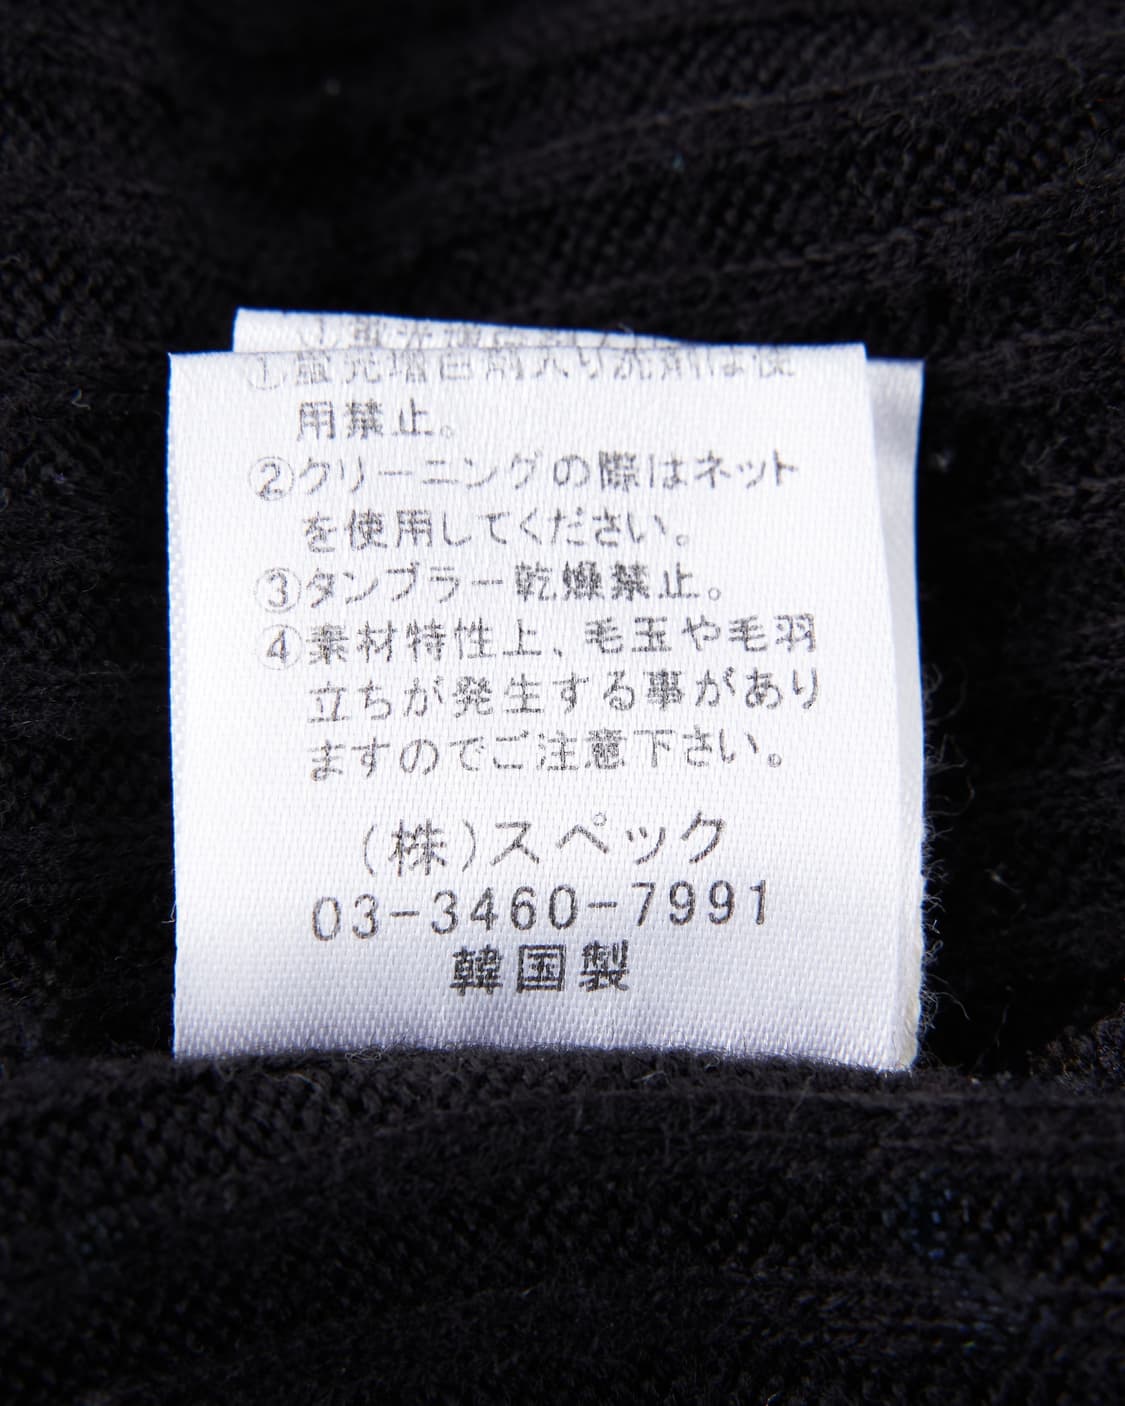 ①蛍光増白剤入り洗剤は使
用禁止。
②クリーニングの際はネット
を使用してください。
③タンブラー乾燥禁止。
④素材特性上、毛玉や毛羽
立ちが発生する事があり
ますのでご注意下さい。
(株)スペック
03-3460-7991
韓国製